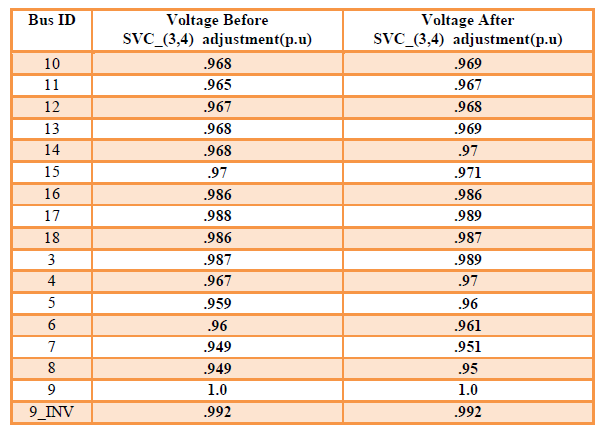 Bus ID Voltage Before Voltage After
SVC_(3,4) adjustment(p.u) SVC_(3,4) adjustment(p.u)
10 .968 .969
11 .965 .967
12 .967 .968
13 .968 .969
14 .968 .97
15 .97 .971
16 .986 .986
17 .988 .989
18 .986 .987
3 .987 .989
4 .967 .97
5 .959 .96
6 .96 .961
7 .949 .951
8 .949 .95
9 1.0 1.0
9_INV .992 .992